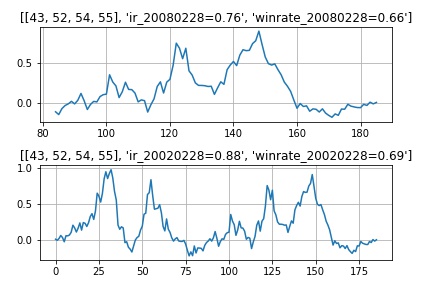 [[43, 52, 54, 55], 'ir_20080228=0.76', 'winrate_20080228=0.66']
0.5
0.0
80 100 120 140 160 180
[[43, 52, 54, 55], 'ir_20020228=0.88', 'winrate_20020228=0.69']
1.0
0.5
0.0
0 25 50 75 100 125 150 175